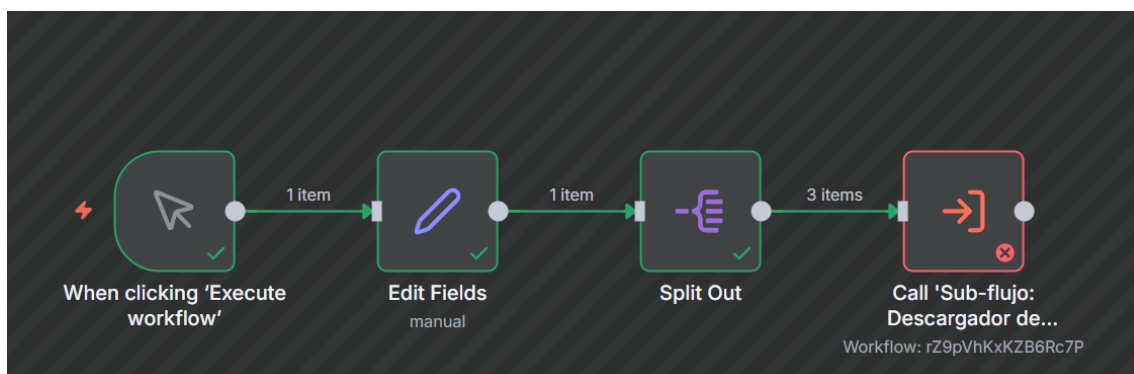 1 item
1 item
3 items
When clicking ‘Execute
workflow’
Edit Fields
manual
Split Out
Call 'Sub-flujo:
Descargador de...
Workflow: rZ9pVhKxKZB6Rc7P